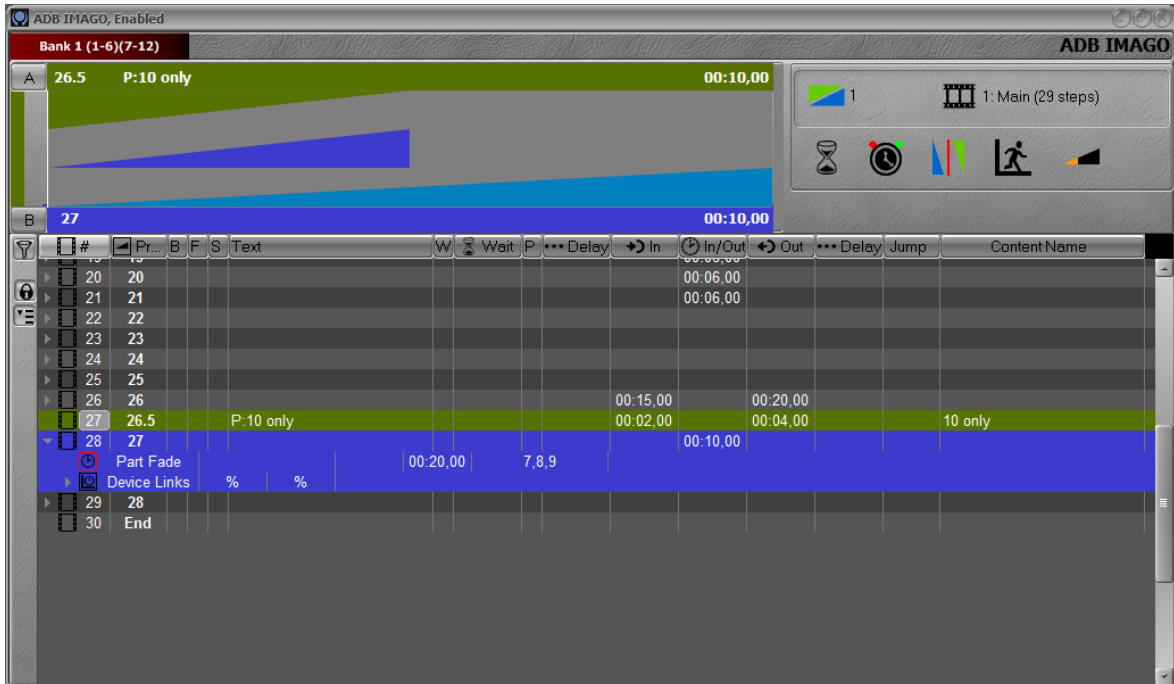 ADB IMAGO, Enabled
Bank 1 (1-6)(7-12) ADB IMAGO
A 26.5 P:10 only 00:10,00
1 1: Main (29 steps)
B 27 00:10,00
# Pr... B F S Text W Wait P Delay In In/Out Out Delay Jump Content Name
20 20 00:06,00
21 21 00:06,00
22 22
23 23
24 24
25 25
26 26 00:15,00 00:20,00
27 26.5 P:10 only 00:02,00 00:04,00 10 only
28 27 00:10,00
Part Fade 00:20,00 7,8,9
Device Links % %
29 28
30 End